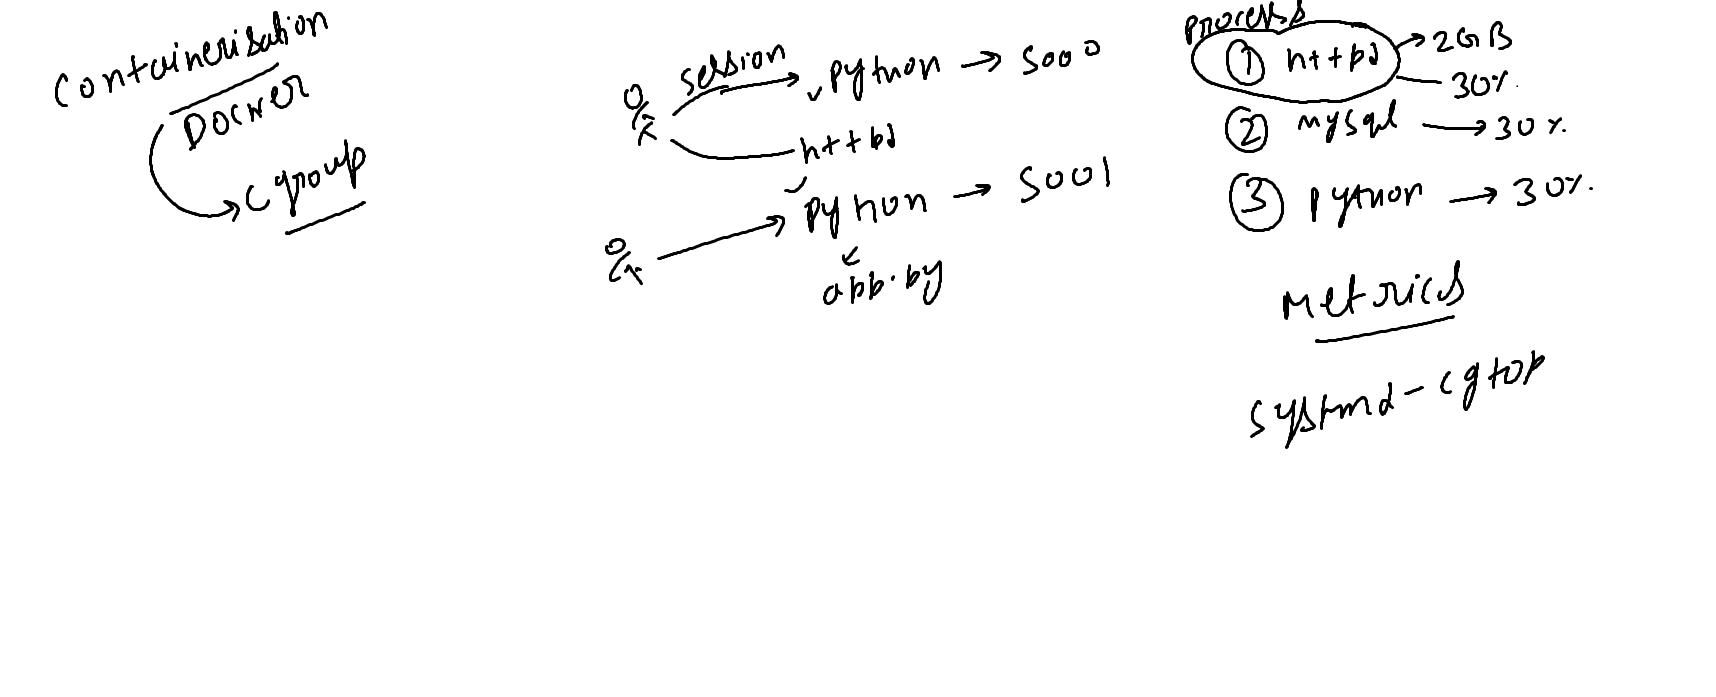 Containerisation
Docker
Cgroup
session
python → 5000
httpd
python → 5001
app.py
Process
① httpd → 2GB
30%.
② mysql → 30%.
③ python → 30%.
Metrics
systmd-cgtop